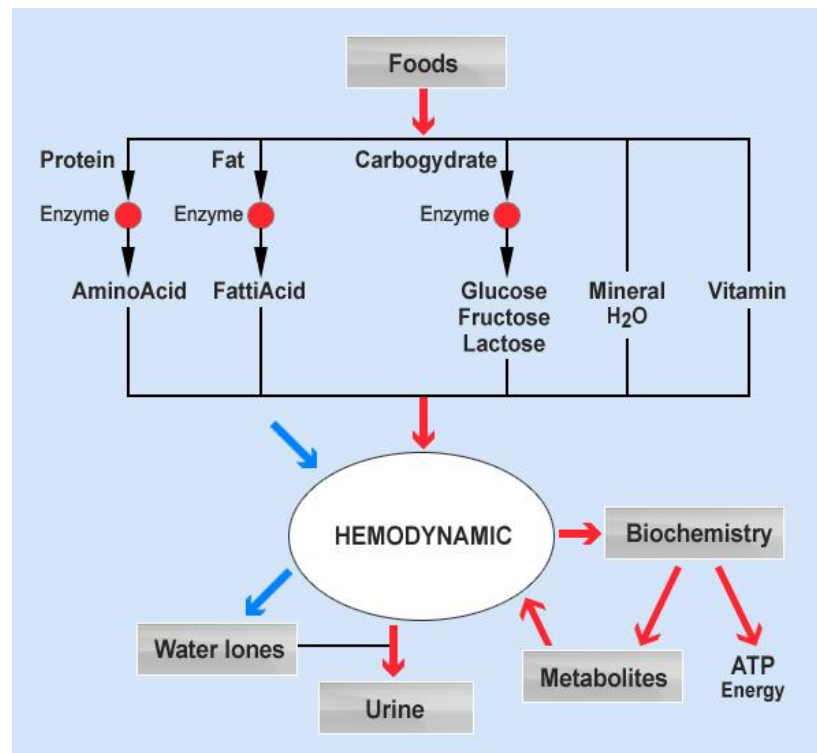 Foods
Protein
Fat
Carbogydrate
Enzyme
Enzyme
Enzyme
AminoAcid
FattiAcid
Glucose
Fructose
Lactose
Mineral
H₂O
Vitamin
HEMODYNAMIC
Biochemistry
Water Iones
Urine
Metabolites
ATP
Energy